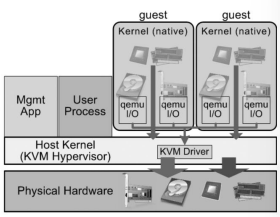 guest
guest
Kernel (native)
Kernel (native)
qemu
I/O
qemu
I/O
qemu
I/O
qemu
I/O
Mgmt
App
User
Process
Host Kernel
(KVM Hypervisor)
KVM Driver
Physical Hardware